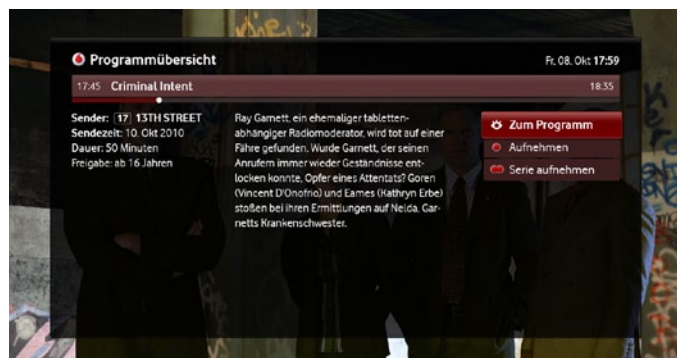 Programmübersicht
Fr. 08. Okt 17:59
17:45 Criminal Intent 18.35
Sender: 17 13TH STREET
Sendezeit: 10. Okt 2010
Dauer: 50 Minuten
Freigabe: ab 16 Jahren
Ray Garnett, ein ehemaliger tabletten-
abhängiger Radiomoderator, wird tot auf einer
Fähre gefunden. Wurde Garnett, der seinen
Anrufern immer wieder Geständnisse ent-
locken konnte, Opfer eines Attentats? Goren
(Vincent D'Onofrio) und Eames (Kathryn Erbe)
stoßen bei ihren Ermittlungen auf Nelda, Gar-
netts Krankenschwester.
Zum Programm
Aufnehmen
Serie aufnehmen